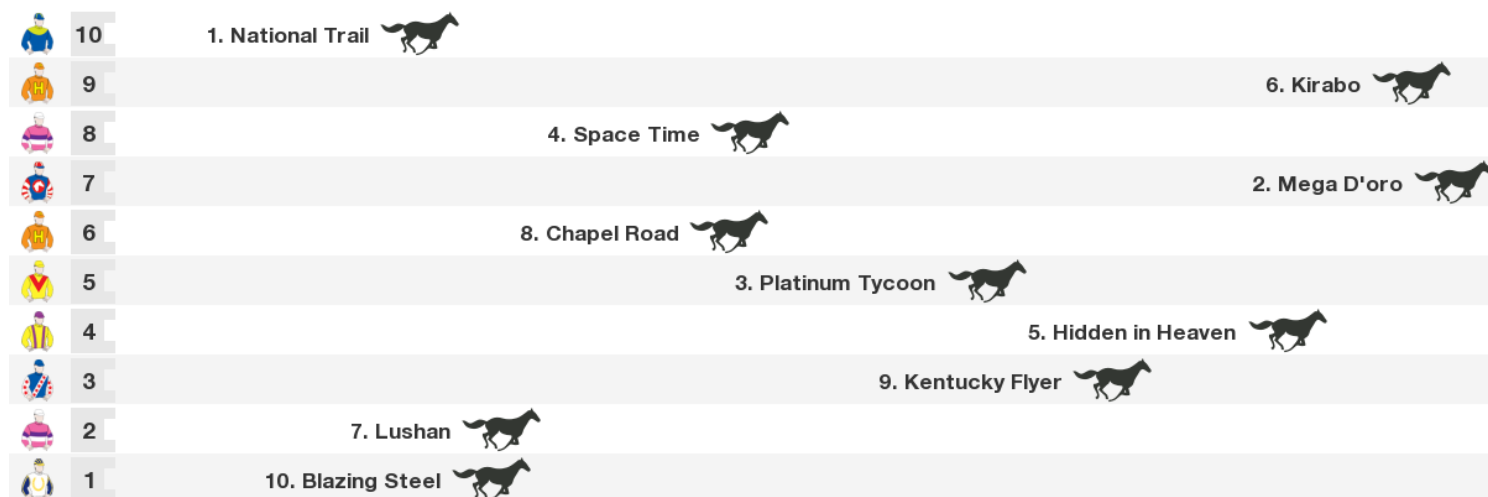 10 1. National Trail
9 6. Kirabo
8 4. Space Time
7 2. Mega D'oro
6 8. Chapel Road
5 3. Platinum Tycoon
4 5. Hidden in Heaven
3 9. Kentucky Flyer
2 7. Lushan
1 10. Blazing Steel